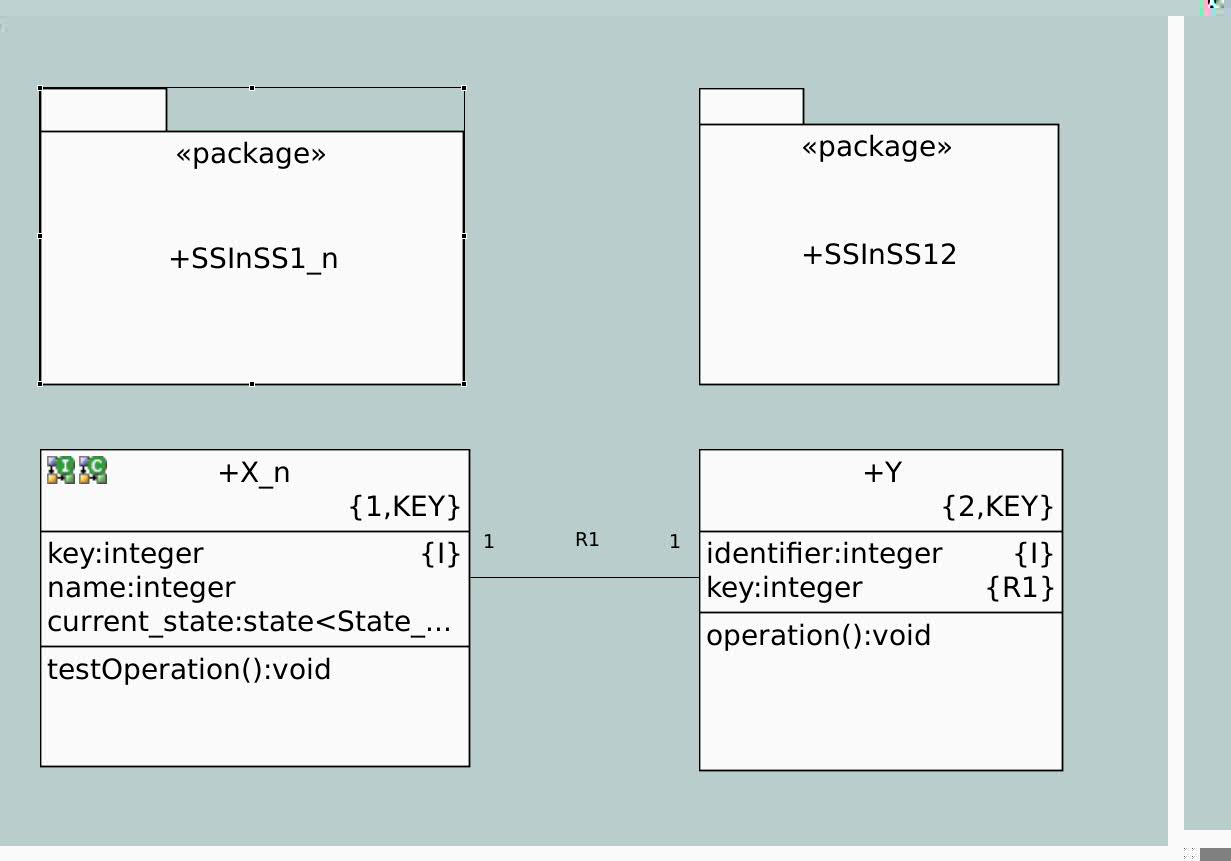 «package»
+SSInSS1_n
«package»
+SSInSS12
I C
+X_n
{1,KEY}
key:integer {I}
name:integer
current_state:state<State_...
testOperation():void
1 R1 1
+Y
{2,KEY}
identifier:integer {I}
key:integer {R1}
operation():void